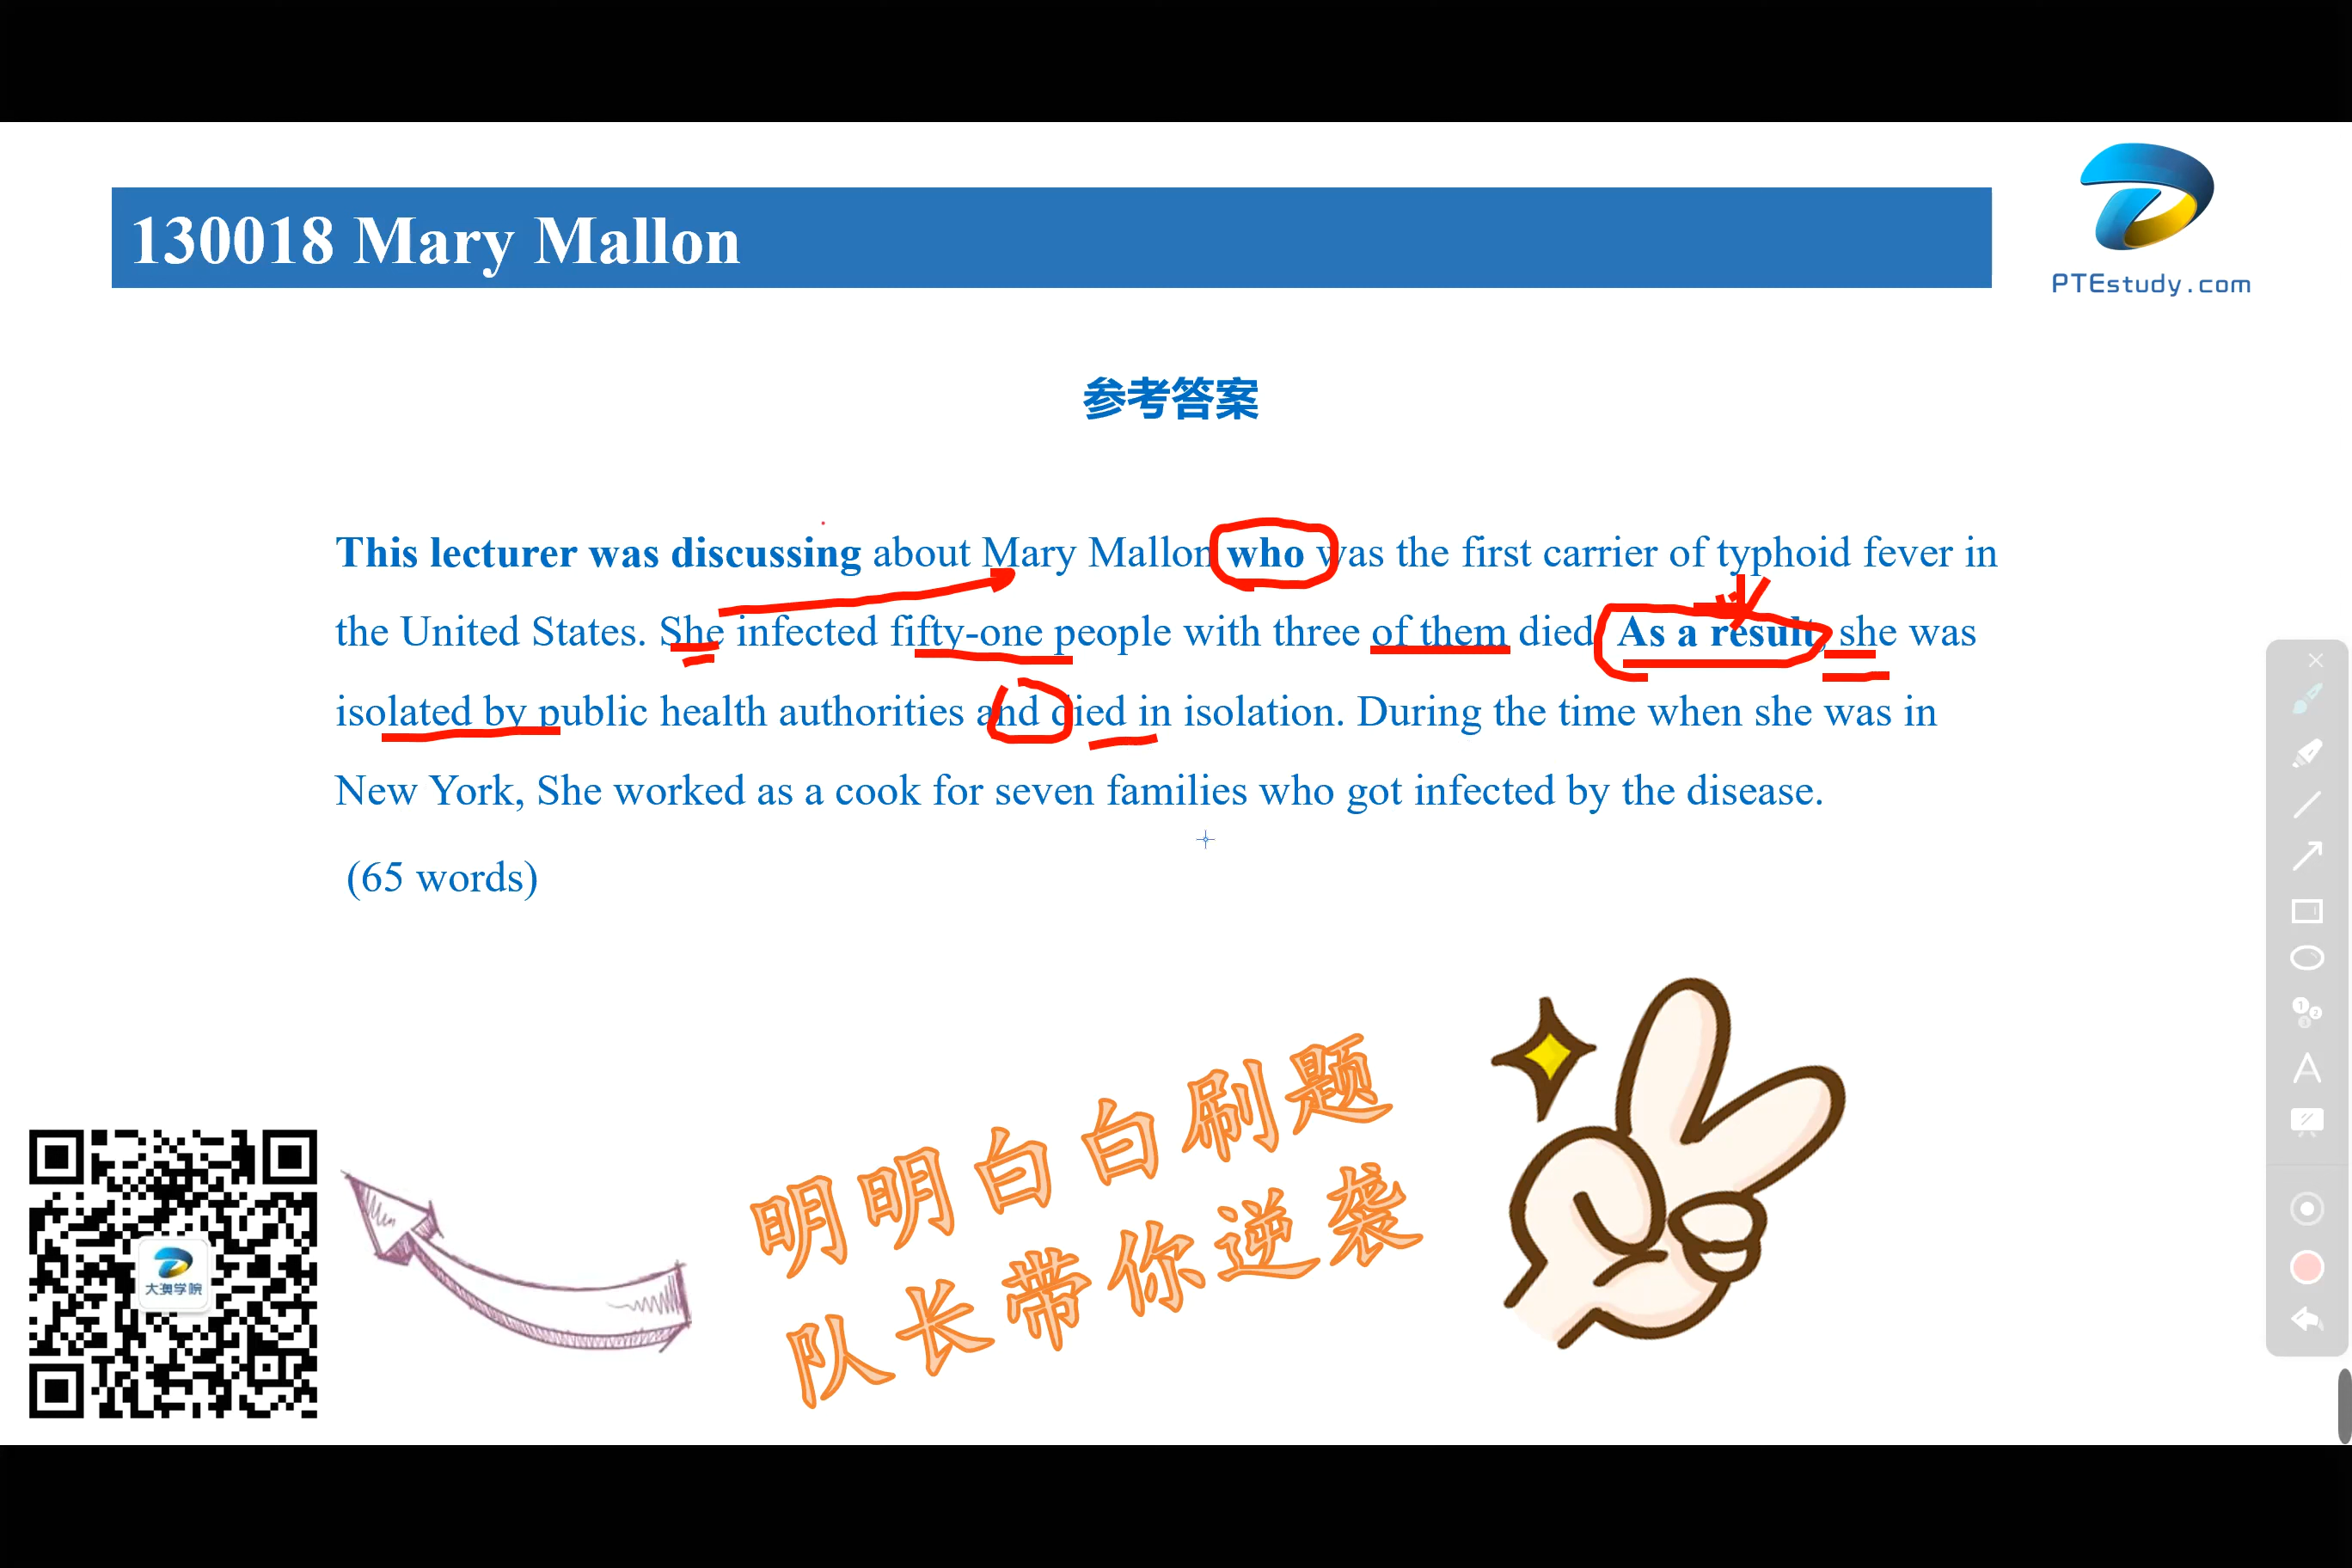 130018 Mary Mallon
PTEstudy.com
参考答案
This lecturer was discussing about Mary Mallon who was the first carrier of typhoid fever in
the United States. She infected fifty-one people with three of them died. As a result, she was
isolated by public health authorities and died in isolation. During the time when she was in
New York, She worked as a cook for seven families who got infected by the disease.
(65 words)
明明白白刷题
队长带你逆袭
大澳学院